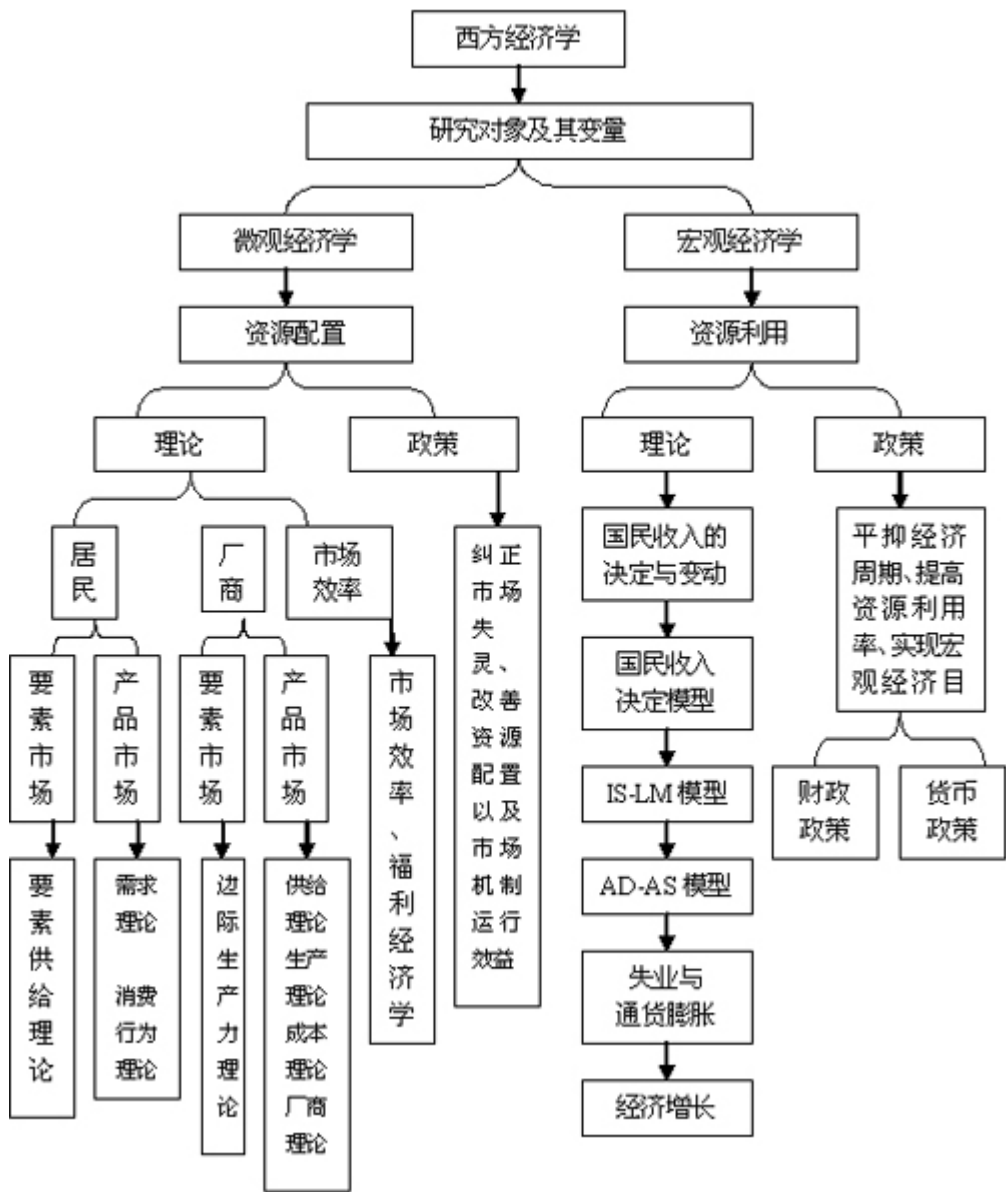 西方经济学
研究对象及其变量
微观经济学
宏观经济学
资源配置
资源利用
理论
政策
理论
政策
居民
厂商
市场
效率
纠正
市场
失
灵、
改善
资源
配置
以及
市场
机制
运行
效益
国民收入的
决定与变动
平抑经济
周期、提高
资源利用
率、实现宏
观经济目
要素市场
产品市场
要素市场
产品市场
市场效率、福利经济学
国民收入
决定模型
IS-LM 模型
财政
政策
货币
政策
要素供给理论
需求
理论
消费
行为
理论
边际生产力理论
供给
理论
生产
理论
成本
理论
厂商
理论
AD-AS 模型
失业与
通货膨胀
经济增长